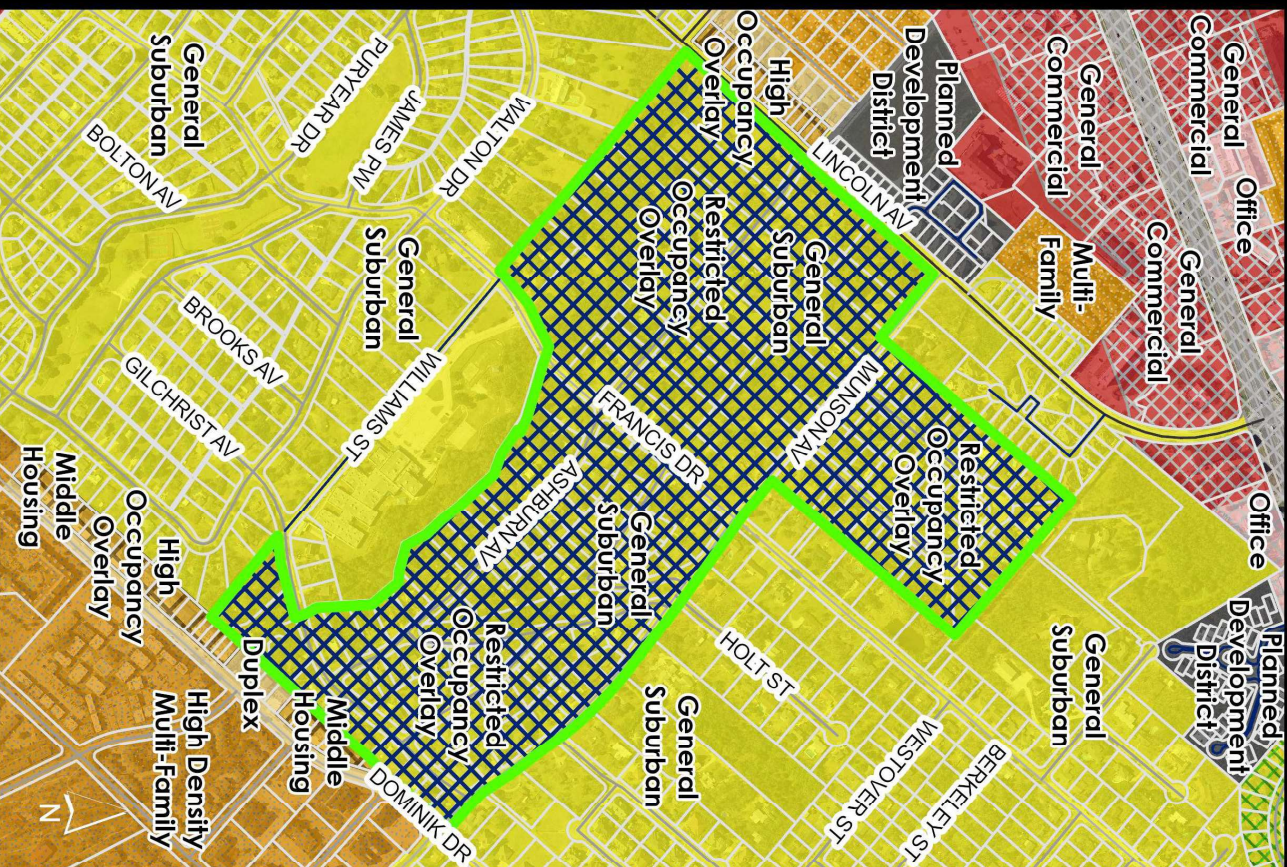 General
Commercial
Office
Office
Planned
Development
District
General
Commercial
General
Commercial
Multi-
Family
General
Suburban
Planned
Development
District
LINCOLN AV
Restricted
Occupancy
Overlay
BERKELEY ST
WESTOVER ST
High
Occupancy
Overlay
General
Suburban
MUNSON AV
HOLT ST
Restricted
Occupancy
Overlay
FRANCIS DR
General
Suburban
General
Suburban
ASHBURN AV
WALTON DR
JAMES PW
PURYEAR DR
General
Suburban
WILLIAMS ST
Restricted
Occupancy
Overlay
DOMINIK DR
Middle
Housing
Duplex
General
Suburban
BOLTON AV
BROOKS AV
GILCHRIST AV
High
Occupancy
Overlay
High Density
Multi-Family
Middle
Housing
N